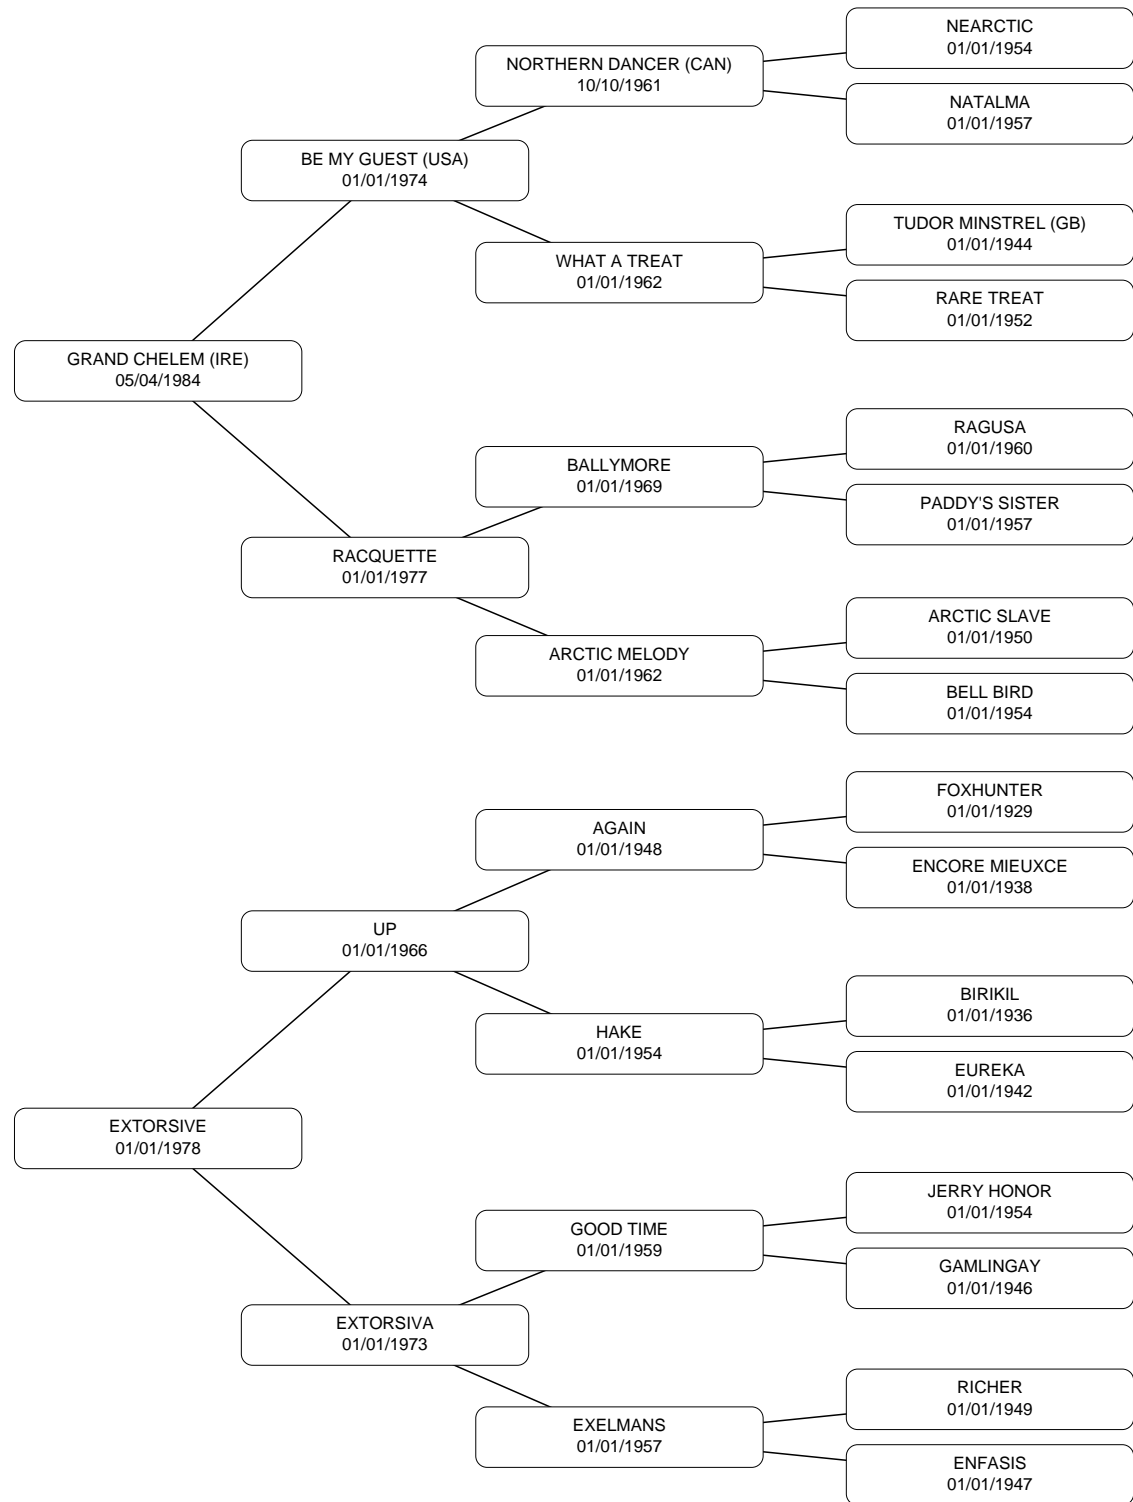 NEARCTIC
01/01/1954
NORTHERN DANCER (CAN)
10/10/1961
NATALMA
01/01/1957
BE MY GUEST (USA)
01/01/1974
TUDOR MINSTREL (GB)
01/01/1944
WHAT A TREAT
01/01/1962
RARE TREAT
01/01/1952
GRAND CHELEM (IRE)
05/04/1984
RAGUSA
01/01/1960
BALLYMORE
01/01/1969
PADDY'S SISTER
01/01/1957
RACQUETTE
01/01/1977
ARCTIC SLAVE
01/01/1950
ARCTIC MELODY
01/01/1962
BELL BIRD
01/01/1954
FOXHUNTER
01/01/1929
AGAIN
01/01/1948
ENCORE MIEUXCE
01/01/1938
UP
01/01/1966
BIRIKIL
01/01/1936
HAKE
01/01/1954
EUREKA
01/01/1942
EXTORSIVE
01/01/1978
JERRY HONOR
01/01/1954
GOOD TIME
01/01/1959
GAMLINGAY
01/01/1946
EXTORSIVA
01/01/1973
RICHER
01/01/1949
EXELMANS
01/01/1957
ENFASIS
01/01/1947